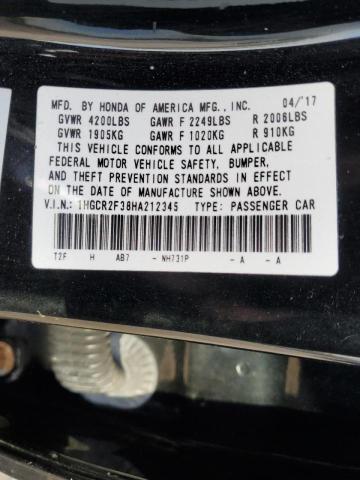 MFD. BY HONDA OF AMERICA MFG., INC. 04/17
GVWR 4200LBS GAWR F 2249LBS R 2006LBS
GVWR 1905KG GAWR F 1020KG R 910KG
THIS VEHICLE CONFORMS TO ALL APPLICABLE
FEDERAL MOTOR VEHICLE SAFETY, BUMPER,
AND THEFT PREVENTION STANDARDS IN EFFECT
ON THE DATE OF MANUFACTURE SHOWN ABOVE.
V.I.N.: 1HGCR2F38HA212345 TYPE: PASSENGER CAR
T2F H AB7 - NH731P - A - A